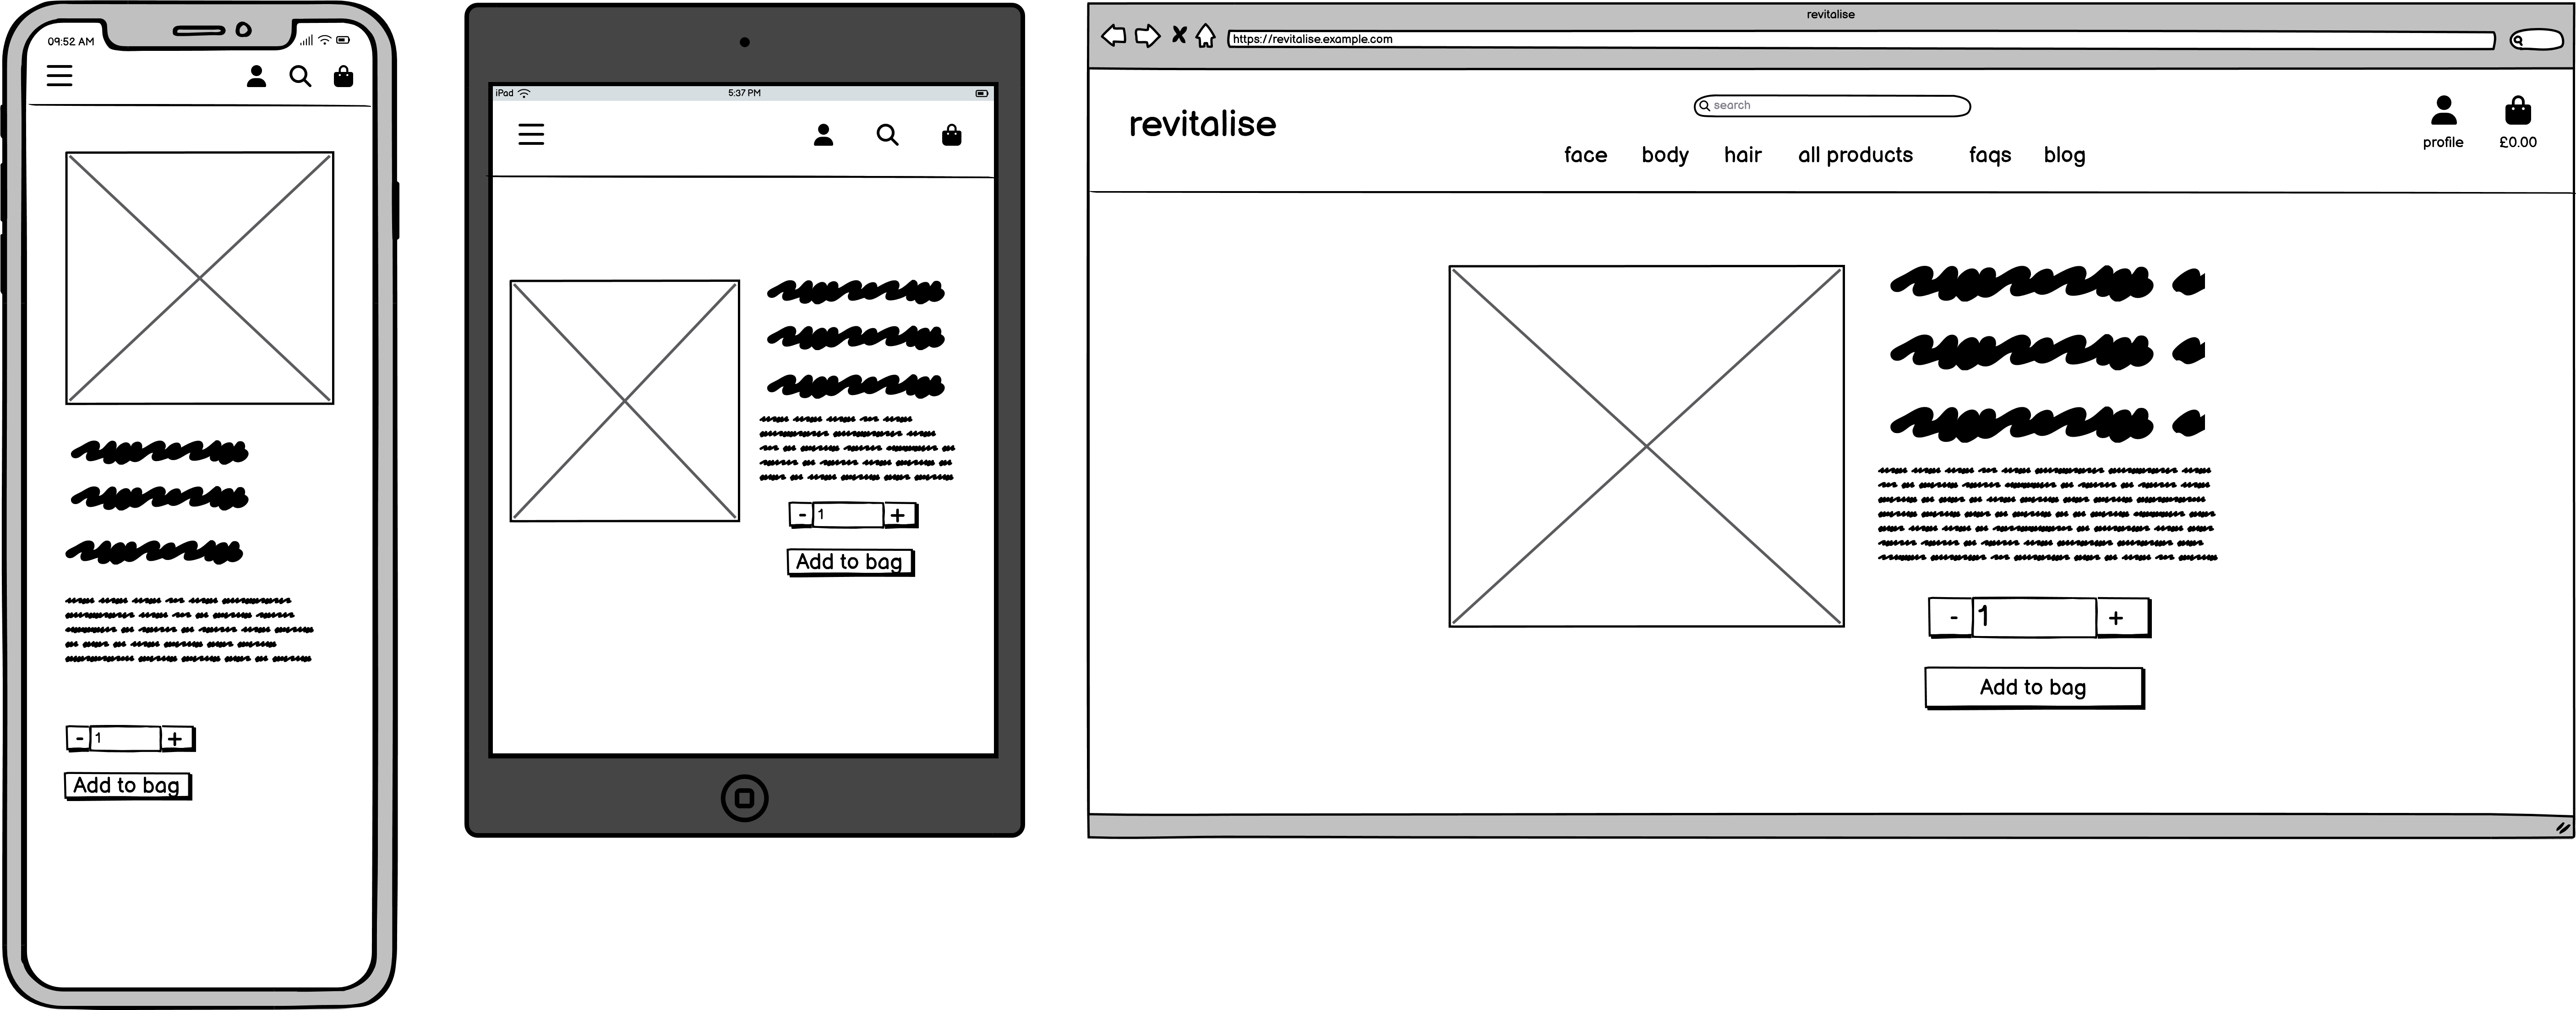 09:52 AM
- 1 +
Add to bag
iPad
5:37 PM
- 1 +
Add to bag
revitalise
https://revitalise.example.com
revitalise
search
face body hair all products faqs blog
profile £0.00
- 1 +
Add to bag